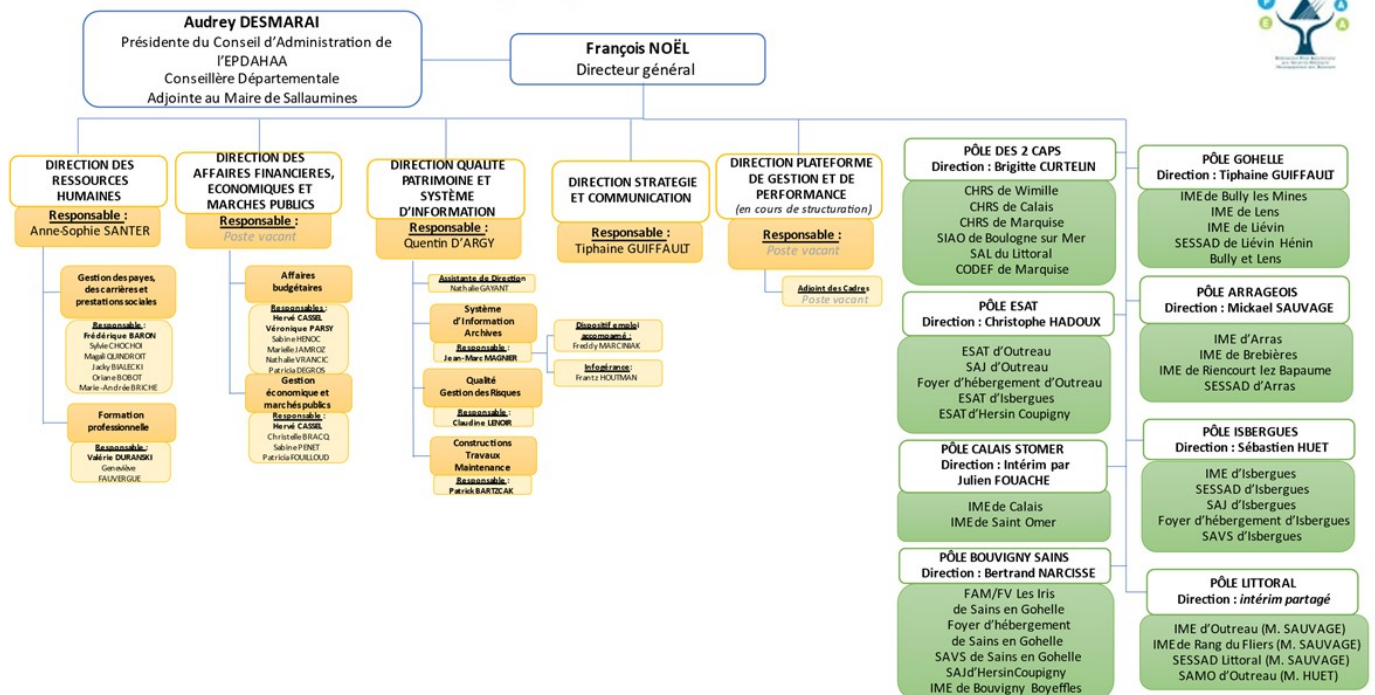 Audrey DESMARAI
Présidente du Conseil d'Administration de
l'EPDAHAA
Conseillère Départementale
Adjointe au Maire de Sallaumines
François NOËL
Directeur général
DIRECTION DES
RESSOURCES
HUMAINES
Responsable :
Anne-Sophie SANTER
Gestion des payes,
des carrières et
prestations sociales
Responsable :
Frédérique BARON
Sylvie CHOCHOI
Magali QUINDROIT
Jacky BIALECKI
Oriane BOBOT
Marie-Andrée BRICHE
Formation
professionnelle
Responsable :
Valérie DURANSKI
Geneviève
FAUVERGUE
DIRECTION DES
AFFAIRES FINANCIERES,
ECONOMIQUES ET
MARCHES PUBLICS
Responsable :
Poste vacant
Affaires
budgétaires
Responsables :
Hervé CASSEL
Véronique PARSY
Sabine HENOC
Marielle JAMROZ
Nathalie VRANCIC
Patricia DEGROS
Gestion
économique et
marchés publics
Responsable :
Hervé CASSEL
Christelle BRACQ
Sabine PENET
Patricia FOUILLOUD
DIRECTION QUALITE
PATRIMOINE ET
SYSTÈME
D'INFORMATION
Responsable :
Quentin D'ARGY
Assistante de Direction
Nathalie GAYANT
Système
d'Information
Archives
Responsable :
Jean-Marc MAGNIER
Dispositif emploi
accompagné :
Freddy MARCINIAK
Infogérance :
Frantz HOUTMAN
Qualité
Gestion des Risques
Responsable :
Claudine LENOIR
Constructions
Travaux
Maintenance
Responsable :
Patrick BARTZCAK
DIRECTION STRATEGIE
ET COMMUNICATION
Responsable :
Tiphaine GUIFFAULT
DIRECTION PLATEFORME
DE GESTION ET DE
PERFORMANCE
(en cours de structuration)
Responsable :
Poste vacant
Adjoint des Cadres
Poste vacant
PÔLE DES 2 CAPS
Direction : Brigitte CURTELIN
CHRS de Wimille
CHRS de Calais
CHRS de Marquise
SIAO de Boulogne sur Mer
SAL du Littoral
CODEF de Marquise
PÔLE ESAT
Direction : Christophe HADOUX
ESAT d'Outreau
SAJ d'Outreau
Foyer d'hébergement d'Outreau
ESAT d'Isbergues
ESAT d'Hersin Coupigny
PÔLE CALAIS STOMER
Direction : Intérim par
Julien FOUACHE
IME de Calais
IME de Saint Omer
PÔLE BOUVIGNY SAINS
Direction : Bertrand NARCISSE
FAM/FV Les Iris
de Sains en Gohelle
Foyer d'hébergement
de Sains en Gohelle
SAVS de Sains en Gohelle
SAJ d'Hersin Coupigny
IME de Bouvigny Boyeffles
PÔLE GOHELLE
Direction : Tiphaine GUIFFAULT
IME de Bully les Mines
IME de Lens
IME de Liévin
SESSAD de Liévin Hénin
Bully et Lens
PÔLE ARRAGEOIS
Direction : Mickael SAUVAGE
IME d'Arras
IME de Brebières
IME de Riencourt lez Bapaume
SESSAD d'Arras
PÔLE ISBERGUES
Direction : Sébastien HUET
IME d'Isbergues
SESSAD d'Isbergues
SAJ d'Isbergues
Foyer d'hébergement d'Isbergues
SAVS d'Isbergues
PÔLE LITTORAL
Direction : intérim partagé
IME d'Outreau (M. SAUVAGE)
IME de Rang du Fliers (M. SAUVAGE)
SESSAD Littoral (M. SAUVAGE)
SAMO d'Outreau (M. HUET)